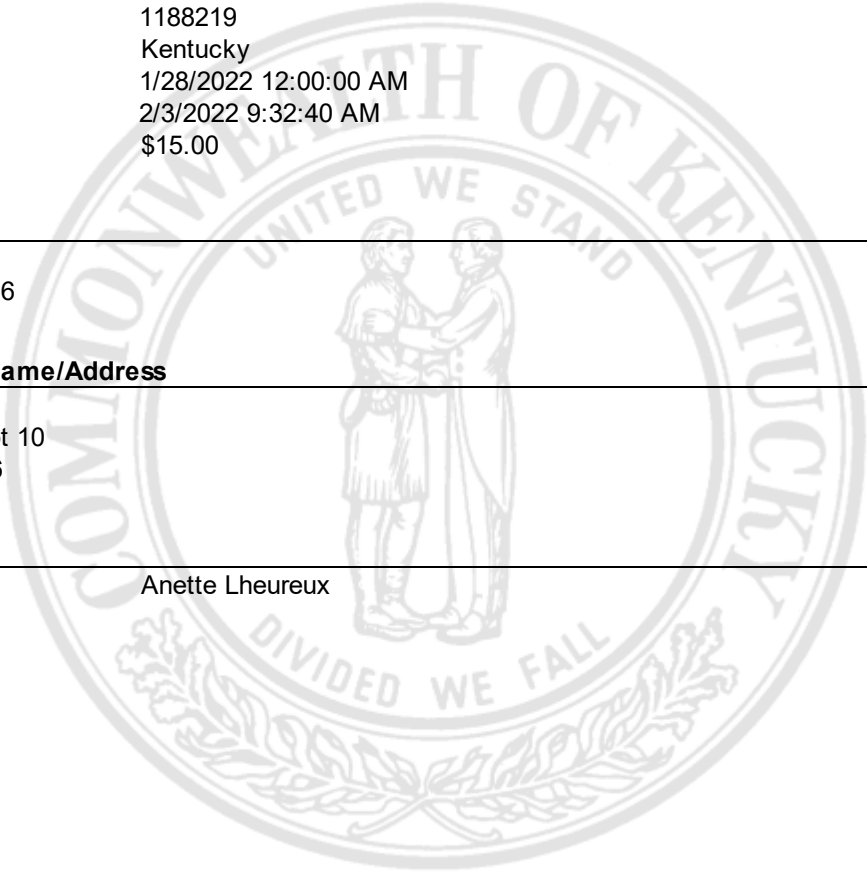 1188219
Kentucky
1/28/2022 12:00:00 AM
2/3/2022 9:32:40 AM
$15.00
6
ame/Address
t 10
6
Anette Lheureux
COMMONWEALTH OF KENTUCKY
UNITED WE STAND
DIVIDED WE FALL